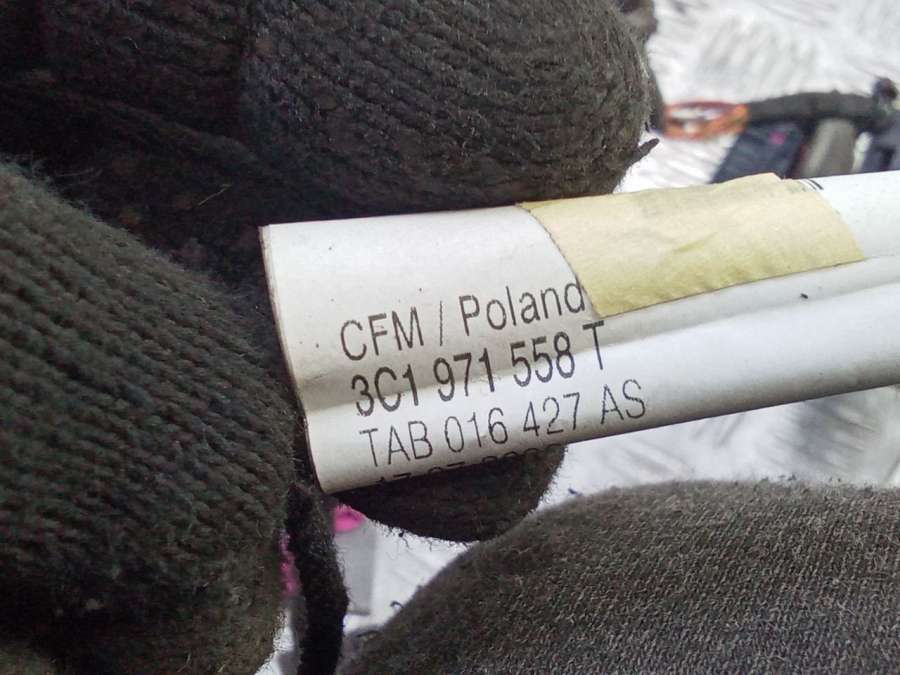 CFM / Poland
3C1 971 558 T
TAB 016 427 AS